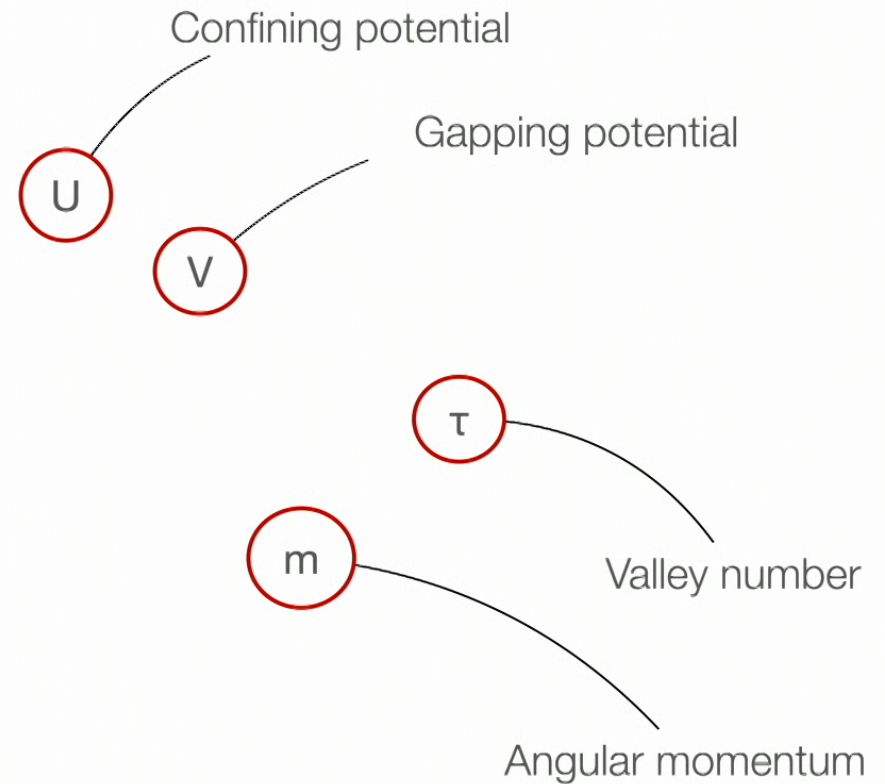 Confining potential
Gapping potential
U
V
τ
m
Valley number
Angular momentum